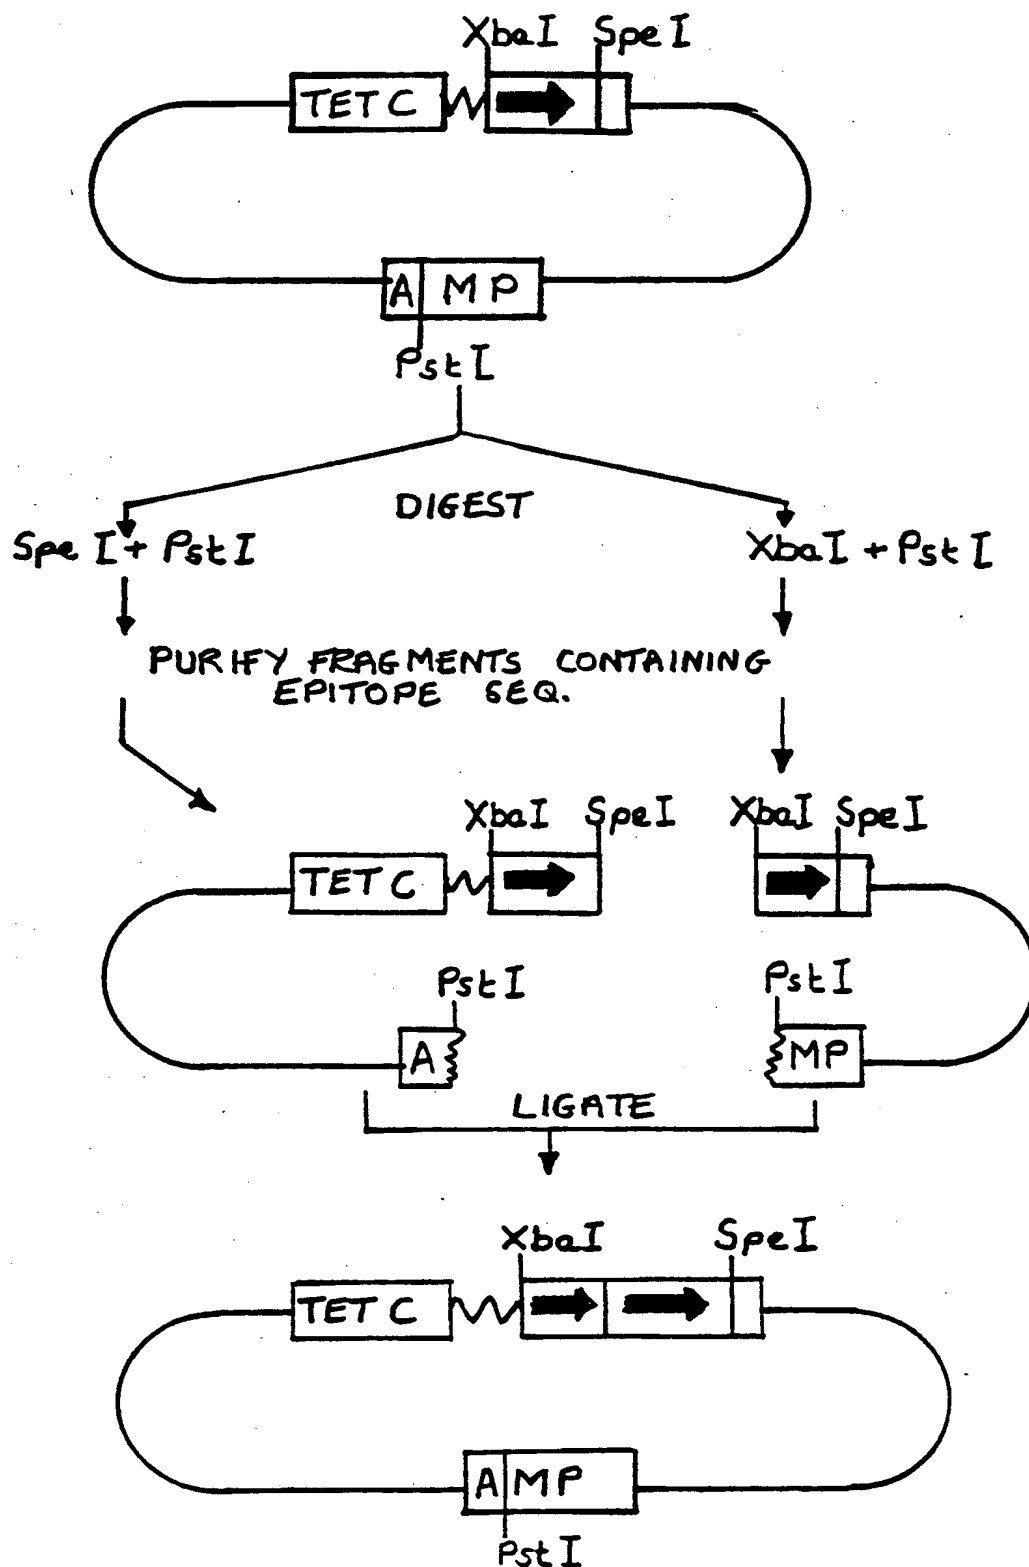 XbaI SpeI
TET C
A MP
PstI
DIGEST
SpeI + PstI
XbaI + PstI
PURIFY FRAGMENTS CONTAINING
EPITOPE SEQ.
XbaI SpeI
XbaI SpeI
TET C
PstI
PstI
A
MP
LIGATE
XbaI
SpeI
TET C
A MP
PstI